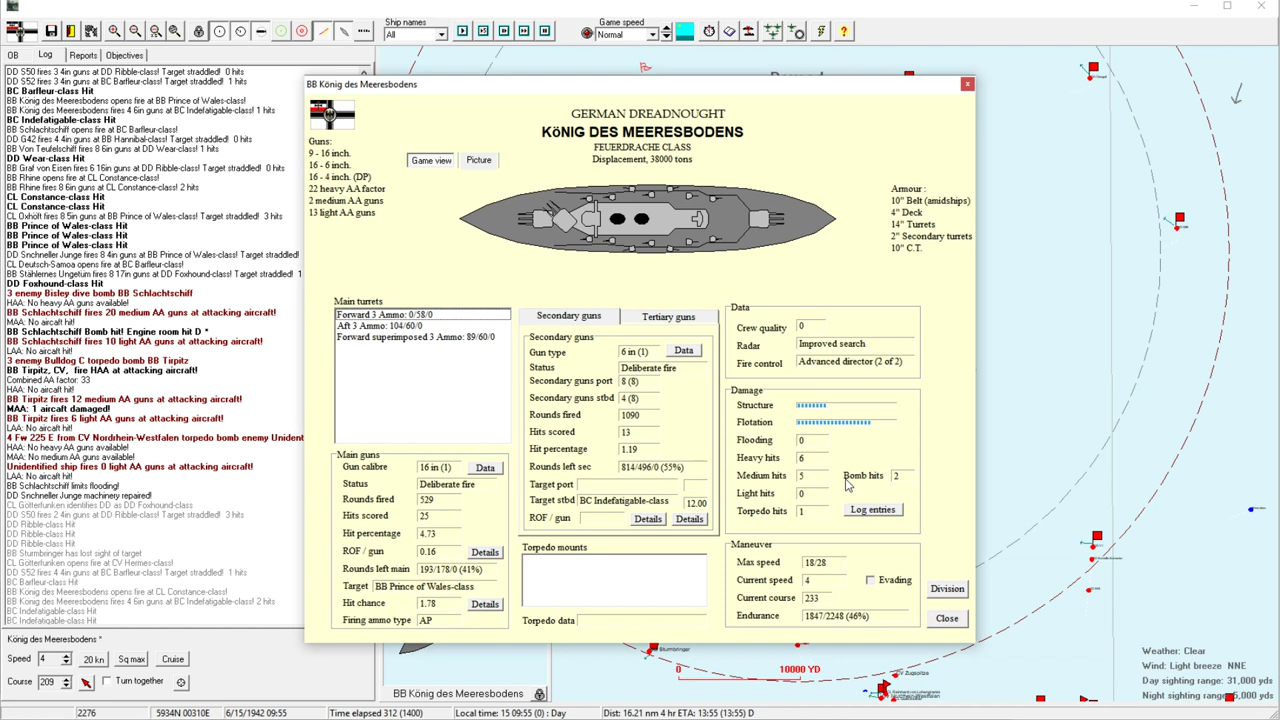 Ship names
Game speed
All
Normal
OB
Log
Reports
Objectives
DD S50 fires 3 4in guns at DD Ribble-class! Target straddled!  0 hits
DD S52 fires 3 4in guns at BC Barfleur-class! Target straddled!  1 hits
BC Barfleur-class Hit
BB König des Meeresbodens opens fire at BB Prince of Wales-class!
BB König des Meeresbodens fires 4 6in guns at BC Indefatigable-class!  1 hits
BC Indefatigable-class Hit
BB Schlachtschiff opens fire at BC Barfleur-class!
DD G42 fires 4 4in guns at BB Hannibal-class! Target straddled!  0 hits
BB Von Teufelschiff fires 8 6in guns at DD Wear-class!  1 hits
DD Wear-class Hit
BB Graf von Eisen fires 6 16in guns at DD Ribble-class! Target straddled!
BB Rhine opens fire at CL Constance-class!
BB Rhine fires 8 6in guns at CL Constance-class!  2 hits
CL Constance-class Hit
CL Constance-class Hit
CL Oxhöft fires 8 5in guns at BB Prince of Wales-class!  3 hits
BB Prince of Wales-class Hit
BB Prince of Wales-class Hit
BB Prince of Wales-class Hit
DD Snchneller Junge fires 8 4in guns at BB Prince of Wales-class!
CL Deutsch-Samoa opens fire at BC Barfleur-class!
BB Stählernes Ungetüm fires 8 17in guns at DD Foxhound-class!  1
DD Foxhound-class Hit
3 enemy Bisley dive bomb BB Schlachtschiff
HAA: No heavy AA guns available!
BB Schlachtschiff fires 20 medium AA guns at attacking aircraft!
MAA: No aircaft hit!
BB Schlachtschiff Bomb hit! Engine room hit D *
BB Schlachtschiff fires 10 light AA guns at attacking aircaft!
LAA: No aircaft hit!
3 enemy Bulldog C torpedo bomb BB Tirpitz
BB Tirpitz, CV,  fire HAA at attacking aircaft!
Combined AA factor: 33
HAA: No aircaft hit!
BB Tirpitz fires 12 medium AA guns at attacking aircaft!
MAA: 1 aircaft damaged!
BB Tirpitz fires 6 light AA guns at attacking aircaft!
LAA: No aircaft hit!
4 Fw 225 E from CV Nordrhein-Westfalen torpedo bomb enemy Unident
HAA: No heavy AA guns available!
MAA: No medium AA guns available!
Unidentified ship fires 0 light AA guns at attacking aircaft!
LAA: No aircaft hit!
BB Schlachtschiff limits flooding!
DD Snchneller Junge machinery repaired!
CL Götterfunken identifies DD as DD Foxhound-class!
DD S50 fires 2 4in guns at DD Ribble-class! Target straddled!  3 hits
DD Ribble-class Hit
DD Ribble-class Hit
DD Ribble-class Hit
BB Sturmbringer has lost sight of target
CL Götterfunken opens fire at CV Hermes-class!
DD S52 fires 4 4in guns at BC Barfleur-class! Target straddled!  1 hits
BC Barfleur-class Hit
BB König des Meeresbodens opens fire at CL Constance-class!
BB König des Meeresbodens fires 4 6in guns at BC Indefatigable-class!  2 hits
BC Indefatigable-class Hit
BC Indefatigable-class Hit
König des Meeresbodens *
Speed
4
20 kn
Sq max
Cruise
Course
209
Turn together
BB König des Meeresbodens
GERMAN DREADNOUGHT
KöNIG DES MEERESBODENS
FEUERDRACHE CLASS
Displacement, 38000 tons
Guns:
9 - 16 inch.
16 - 6 inch.
16 - 4 inch. (DP)
22 heavy AA factor
2 medium AA guns
13 light AA guns
Game view
Picture
Armour :
10" Belt (amidships)
4" Deck
14" Turrets
2" Secondary turrets
10" C.T.
Main turrets
Forward 3 Ammo: 0/58/0
Aft 3 Ammo: 104/60/0
Forward superimposed 3 Ammo: 89/60/0
Main guns
Gun calibre
16 in (1)
Data
Status
Deliberate fire
Rounds fired
529
Hits scored
25
Hit percentage
4.73
ROF / gun
0.16
Details
Rounds left main
193/178/0 (41%)
Target
BB Prince of Wales-class
Hit chance
1.78
Details
Firing ammo type
AP
Secondary guns
Tertiary guns
Secondary guns
Gun type
6 in (1)
Data
Status
Deliberate fire
Secondary guns port
8 (8)
Secondary guns stbd
4 (8)
Rounds fired
1090
Hits scored
13
Hit percentage
1.19
Rounds left sec
814/496/0 (55%)
Target port
Target stbd
BC Indefatigable-class
12.00
ROF / gun
Details
Details
Torpedo mounts
Torpedo data
Data
Crew quality
0
Radar
Improved search
Fire control
Advanced director (2 of 2)
Damage
Structure
Flotation
Flooding
0
Heavy hits
6
Medium hits
5
Bomb hits
2
Light hits
0
Torpedo hits
1
Log entries
Maneuver
Max speed
18/28
Current speed
4
Evading
Current course
233
Endurance
1847/2248 (46%)
Division
Close
BB König des Meeresbodens
0
10000 YD
Weather: Clear
Wind: Light breeze  NNE
Day sighting range: 31,000 yds
2276
5934N 00310E
6/15/1942 09:55
Time elapsed 312 (1400)
Local time: 15 09:55 (0) : Day
Dist: 16.21 nm 4 hr ETA: 13:55 (13:55) D